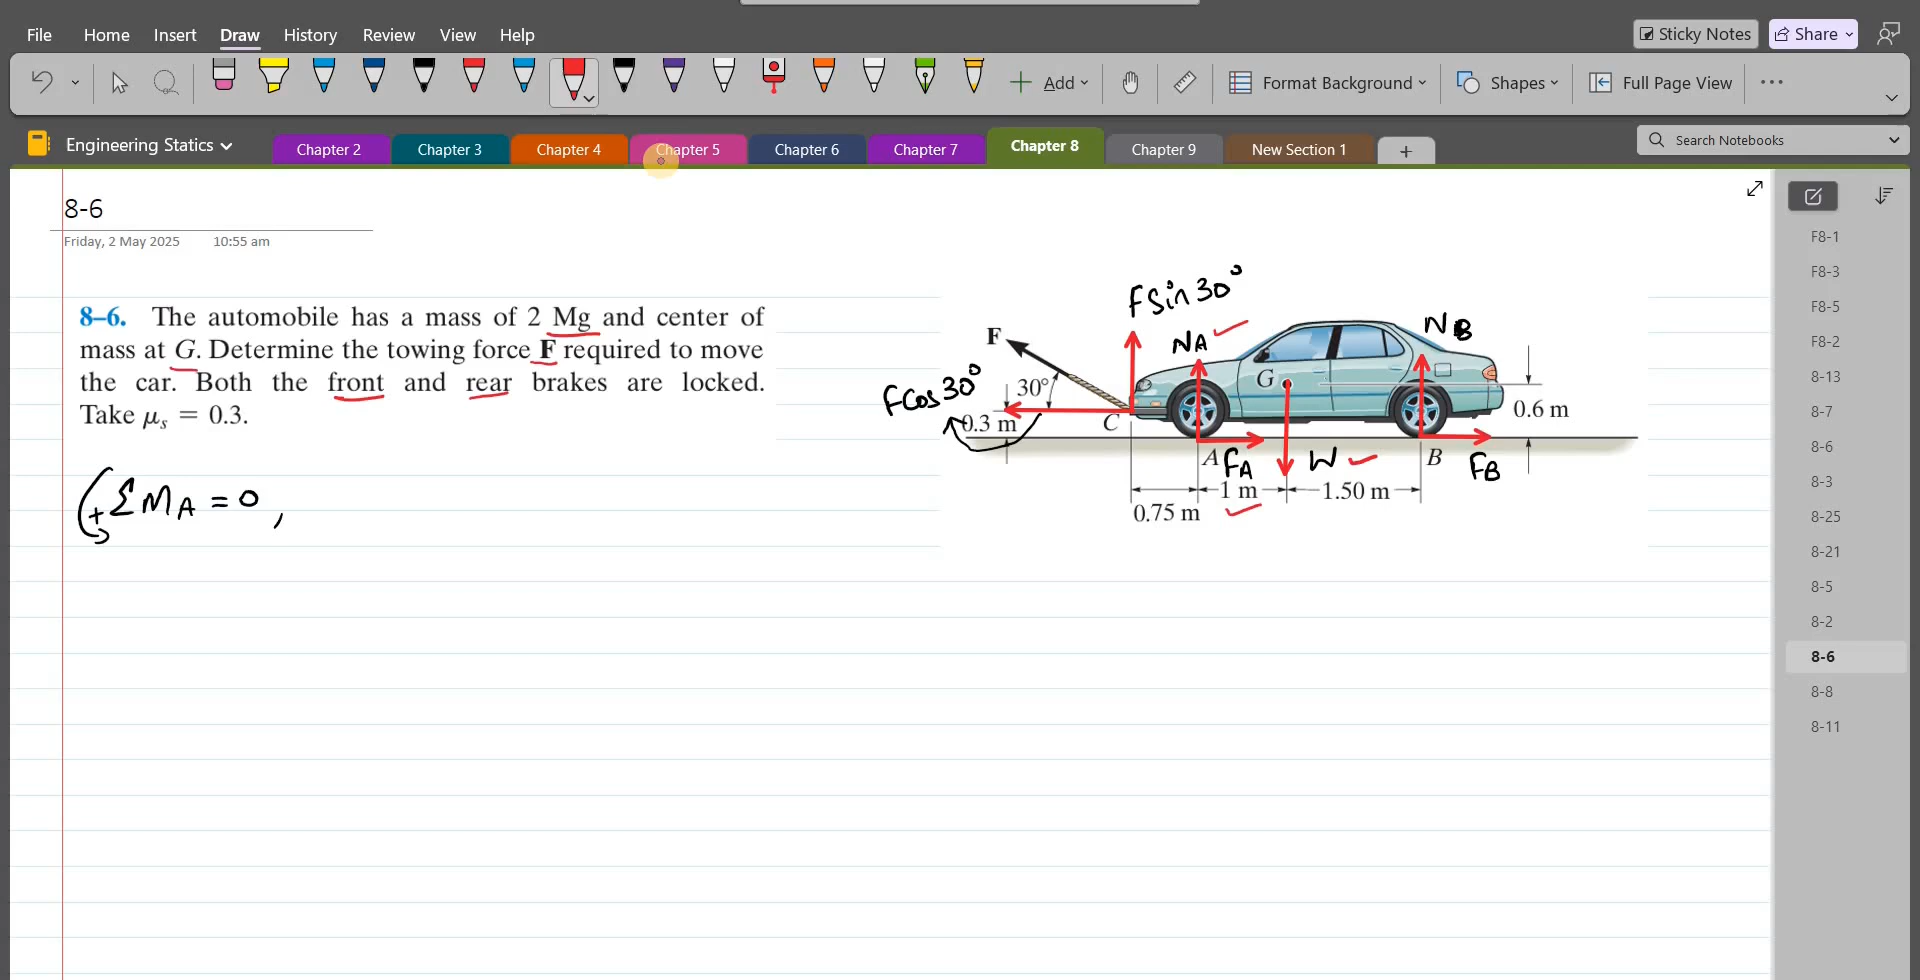 File Home Insert Draw History Review View Help
Sticky Notes Share
Add Format Background Shapes Full Page View
Engineering Statics Chapter 2 Chapter 3 Chapter 4 Chapter 5 Chapter 6 Chapter 7 Chapter 8 Chapter 9 New Section 1 +
Search Notebooks
8-6
Friday, 2 May 2025 10:55 am
8–6. The automobile has a mass of 2 Mg and center of
mass at G. Determine the towing force F required to move
the car. Both the front and rear brakes are locked.
Take μs = 0.3.
(+ ΣMA = 0,
F sin 30°
F
NA
NB
F cos 30°
30°
G
0.3 m
C
0.6 m
A
FA
W
B
FB
1 m
1.50 m
0.75 m
F8-1
F8-3
F8-5
F8-2
8-13
8-7
8-6
8-3
8-25
8-21
8-5
8-2
8-6
8-8
8-11